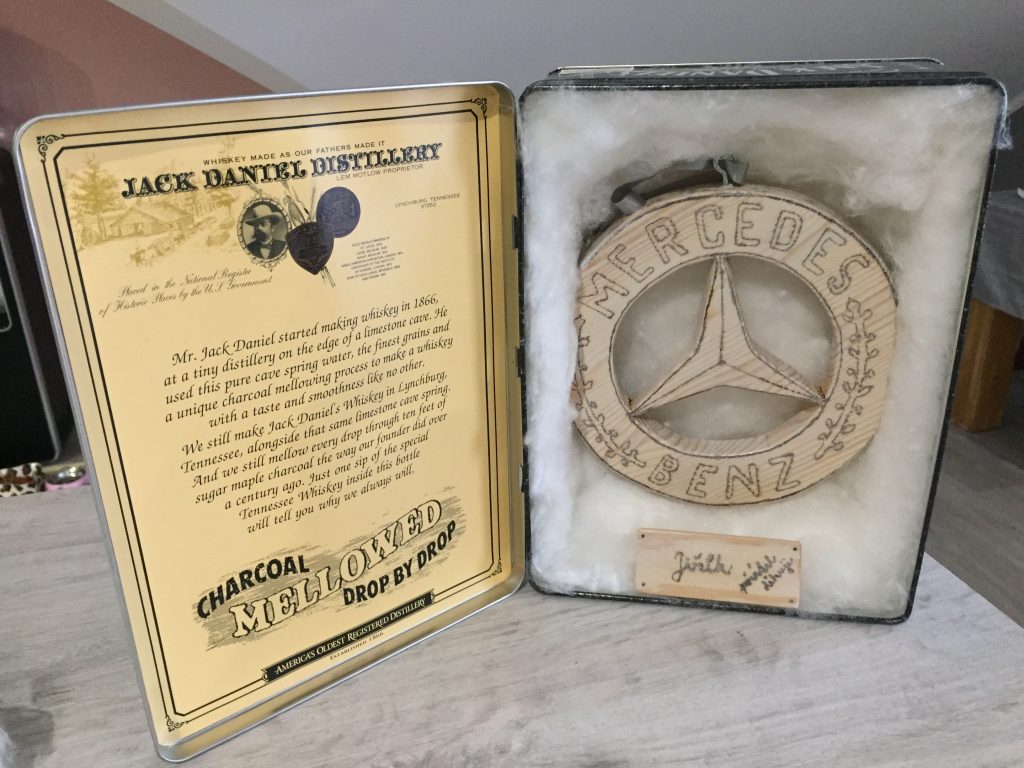 WHISKEY MADE AS OUR FATHERS MADE IT
JACK DANIEL DISTILLERY
LEM MOTLOW PROPRIETOR
LYNCHBURG, TENNESSEE
37352
Placed in the National Register
of Historic Places by the U.S. Government.
Mr. Jack Daniel started making whiskey in 1866,
at a tiny distillery on the edge of a limestone cave. He
used this pure cave spring water, the finest grains and
a unique charcoal mellowing process to make a whiskey
with a taste and smoothness like no other.
We still make Jack Daniel's Whiskey in Lynchburg,
Tennessee, alongside that same limestone cave spring.
And we still mellow every drop through ten feet of
sugar maple charcoal the way our founder did over
a century ago. Just one sip of the special
Tennessee Whiskey inside this bottle
will tell you why we always will.
CHARCOAL
MELLOWED
DROP BY DROP
AMERICA'S OLDEST REGISTERED DISTILLERY
ESTABLISHED 1866
MERCEDES
BENZ